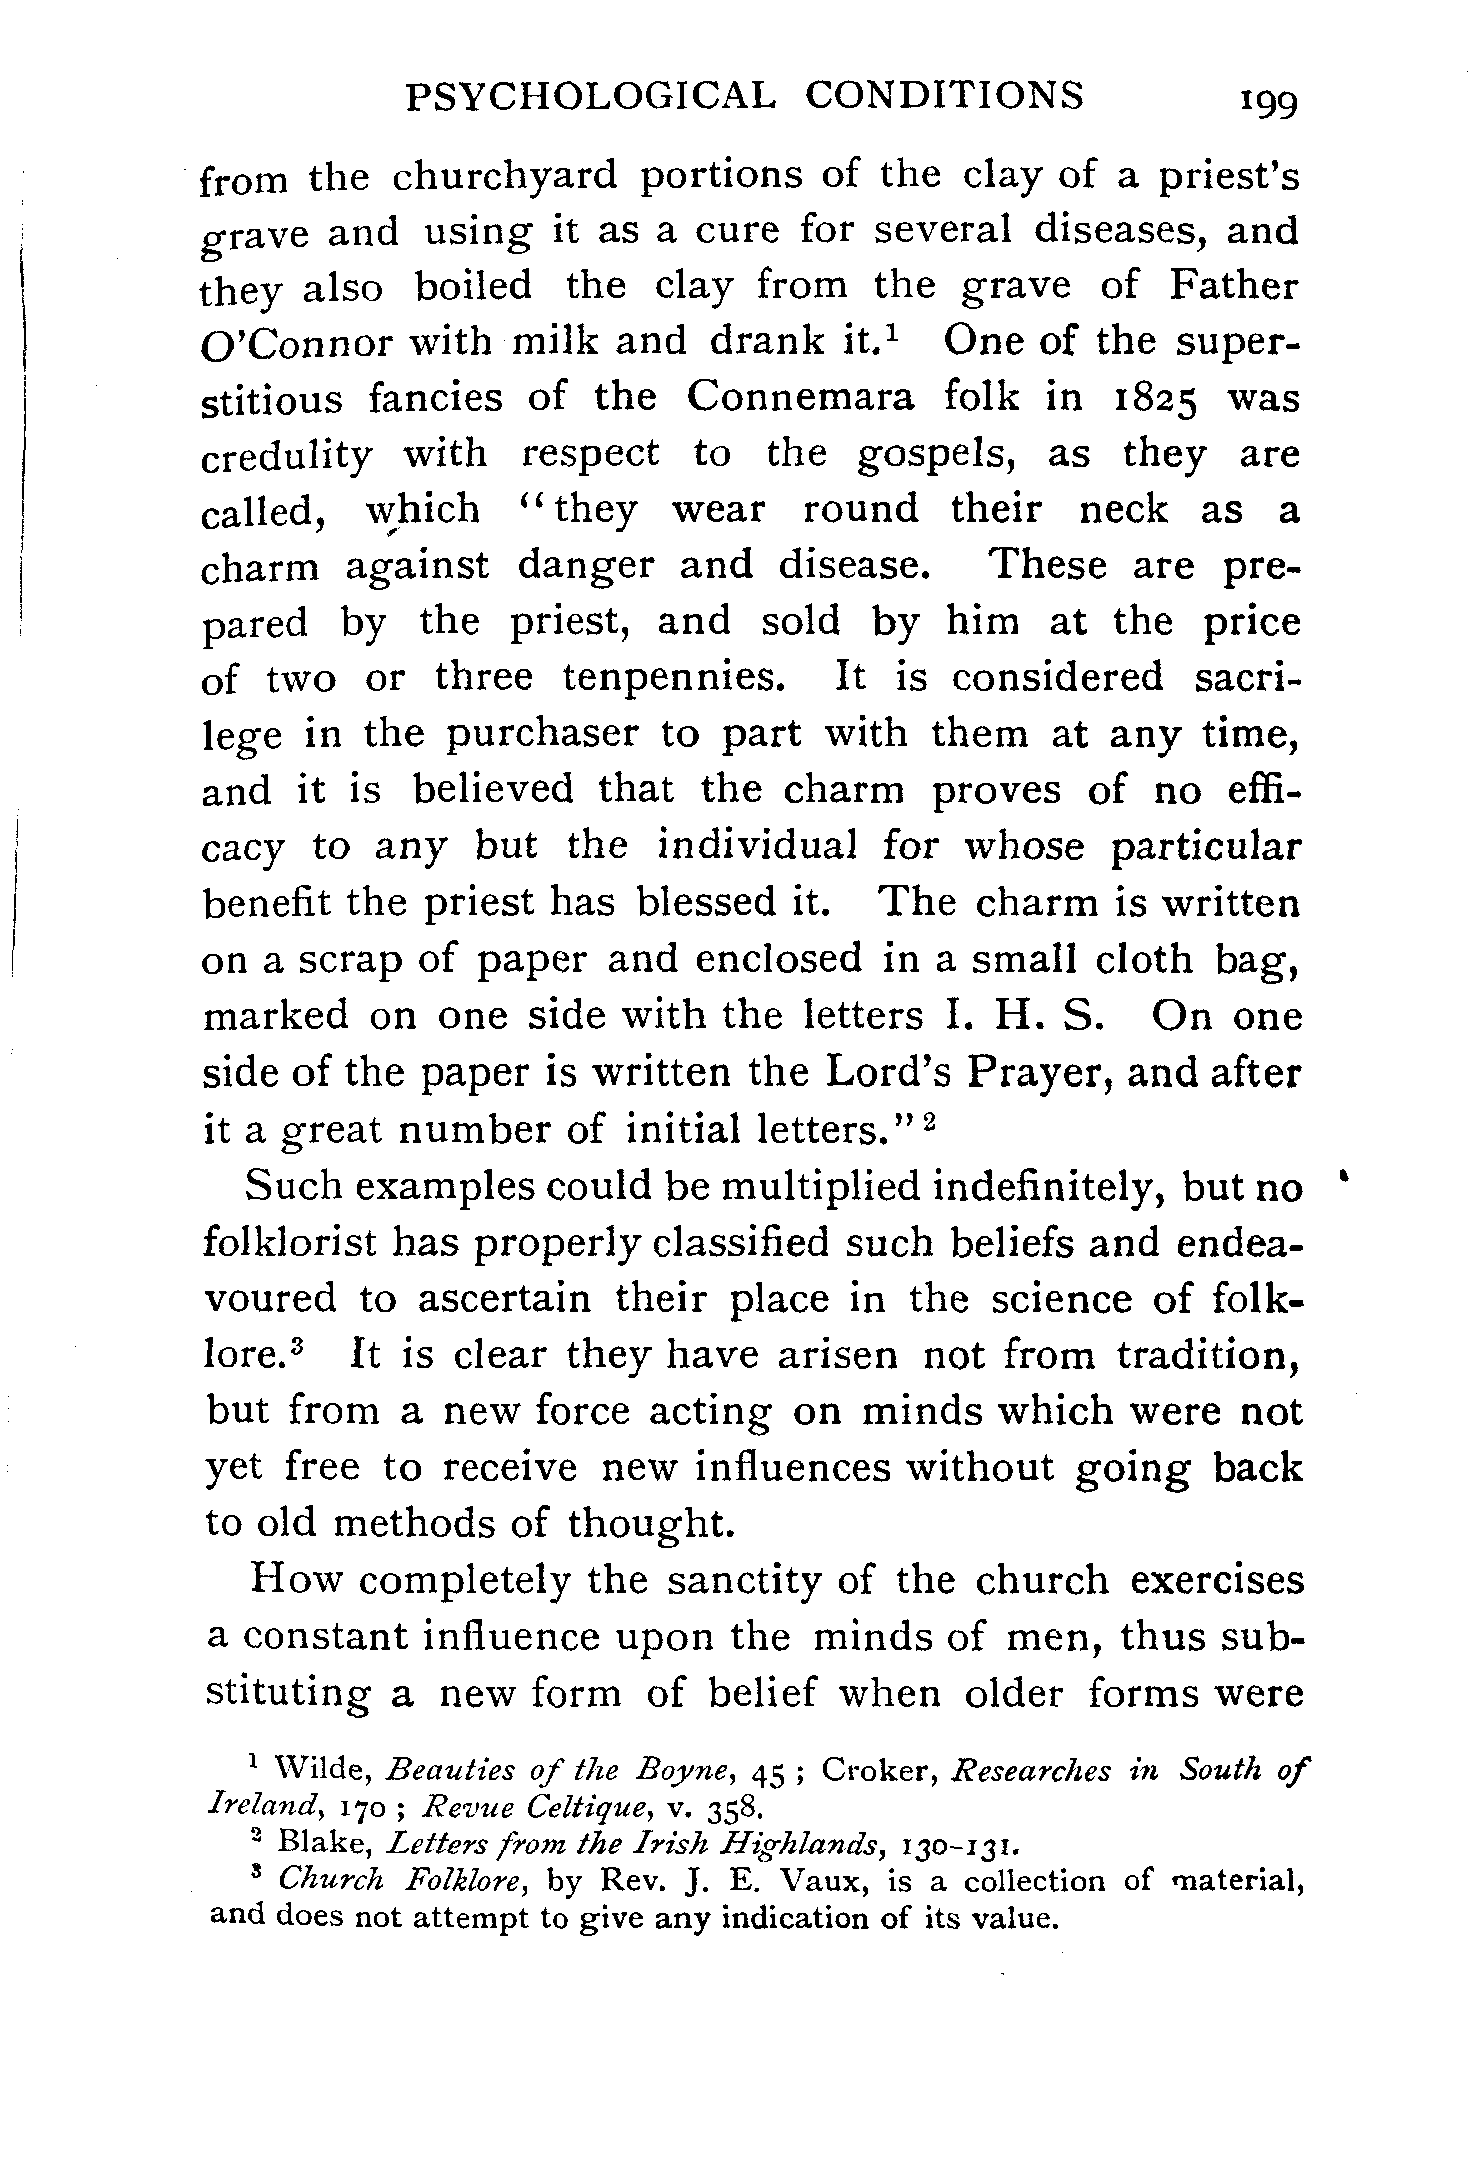 PSYCHOLOGICAL CONDITIONS 199
from the churchyard portions of the clay of a priest's
grave and using it as a cure for several diseases, and
they also boiled the clay from the grave of Father
O'Connor with milk and drank it.¹ One of the super-
stitious fancies of the Connemara folk in 1825 was
credulity with respect to the gospels, as they are
called, which “they wear round their neck as a
charm against danger and disease. These are pre-
pared by the priest, and sold by him at the price
of two or three tenpennies. It is considered sacri-
lege in the purchaser to part with them at any time,
and it is believed that the charm proves of no effi-
cacy to any but the individual for whose particular
benefit the priest has blessed it. The charm is written
on a scrap of paper and enclosed in a small cloth bag,
marked on one side with the letters I. H. S. On one
side of the paper is written the Lord's Prayer, and after
it a great number of initial letters.”²
Such examples could be multiplied indefinitely, but no
folklorist has properly classified such beliefs and endea-
voured to ascertain their place in the science of folk-
lore.³ It is clear they have arisen not from tradition,
but from a new force acting on minds which were not
yet free to receive new influences without going back
to old methods of thought.
How completely the sanctity of the church exercises
a constant influence upon the minds of men, thus sub-
stituting a new form of belief when older forms were
¹ Wilde, Beauties of the Boyne, 45 ; Croker, Researches in South of
Ireland, 170 ; Revue Celtique, v. 358.
² Blake, Letters from the Irish Highlands, 130–131.
³ Church Folklore, by Rev. J. E. Vaux, is a collection of material,
and does not attempt to give any indication of its value.